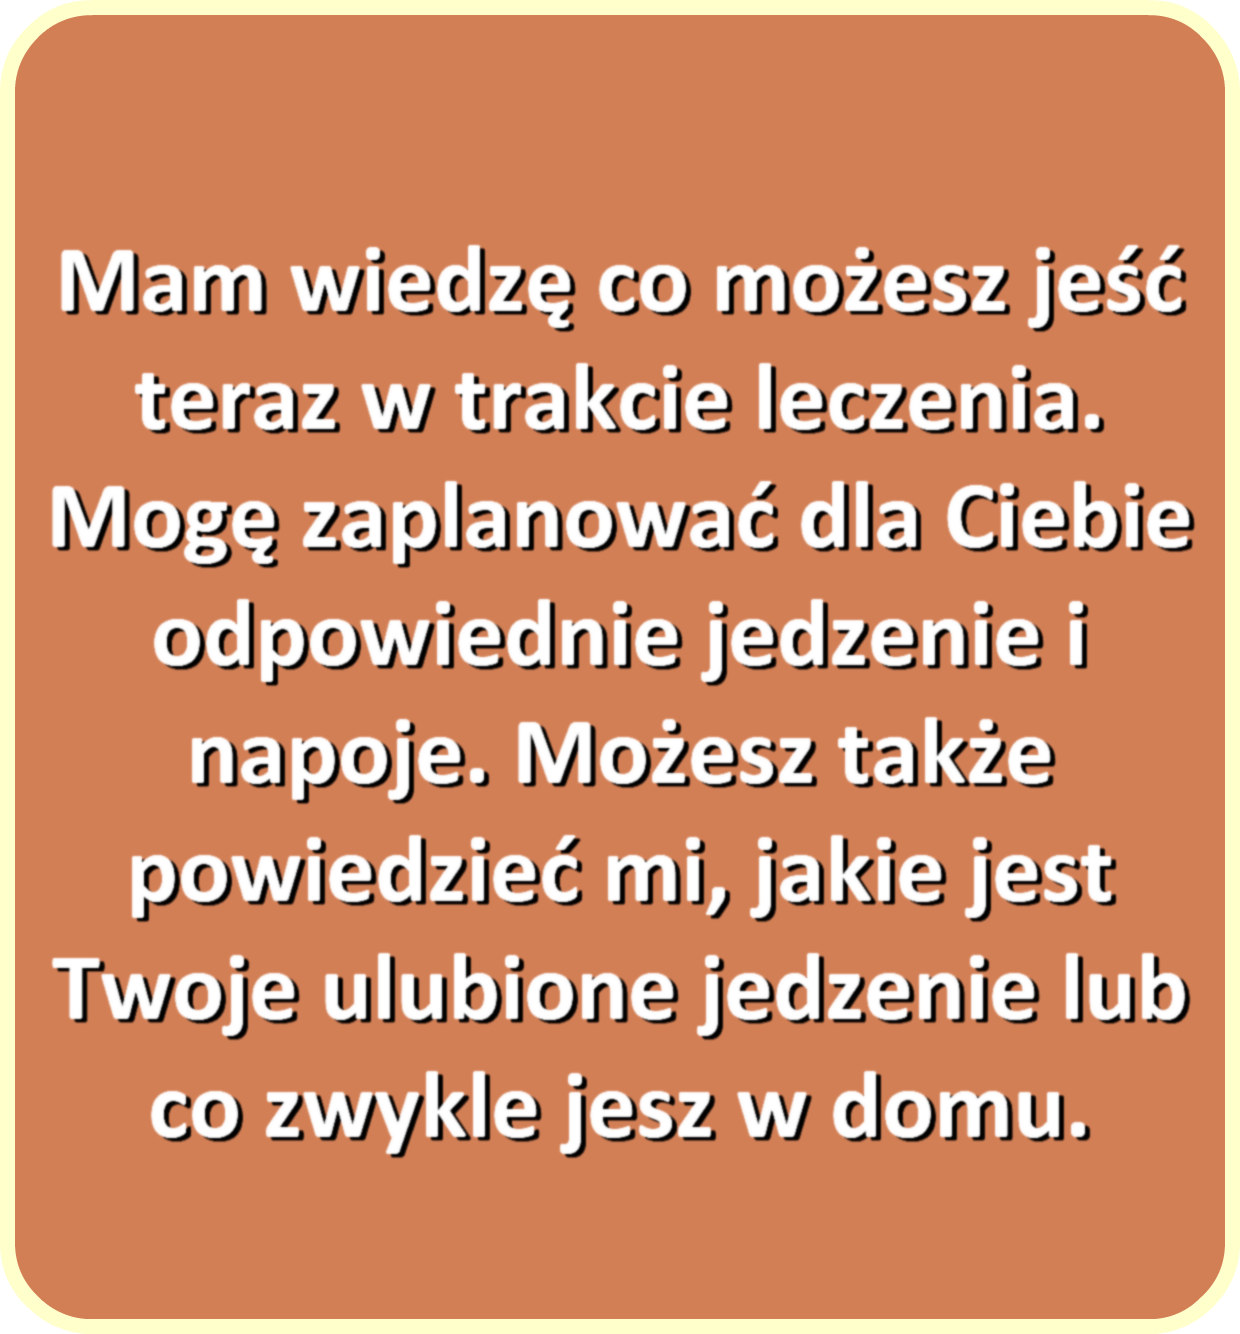 Mam wiedzę co możesz jeść
teraz w trakcie leczenia.
Mogę zaplanować dla Ciebie
odpowiednie jedzenie i
napoje. Możesz także
powiedzieć mi, jakie jest
Twoje ulubione jedzenie lub
co zwykle jesz w domu.